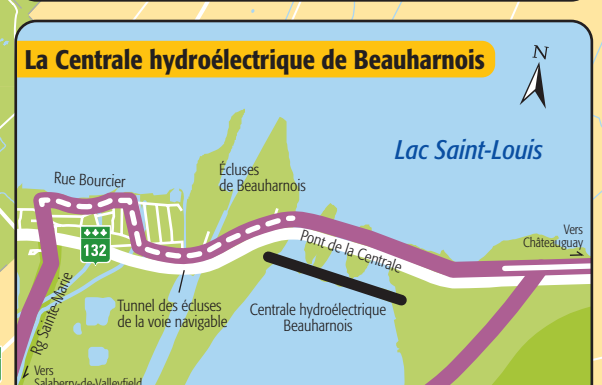 La Centrale hydroélectrique de Beauharnois
N
Lac Saint-Louis
Écluses
de Beauharnois
Rue Bourcier
Vers
Châteauguay
132
Pont de la Centrale
Rg Sainte-Marie
Tunnel des écluses
de la voie navigable
Centrale hydroélectrique
Beauharnois
Vers
Salaberry-de-Valleyfield